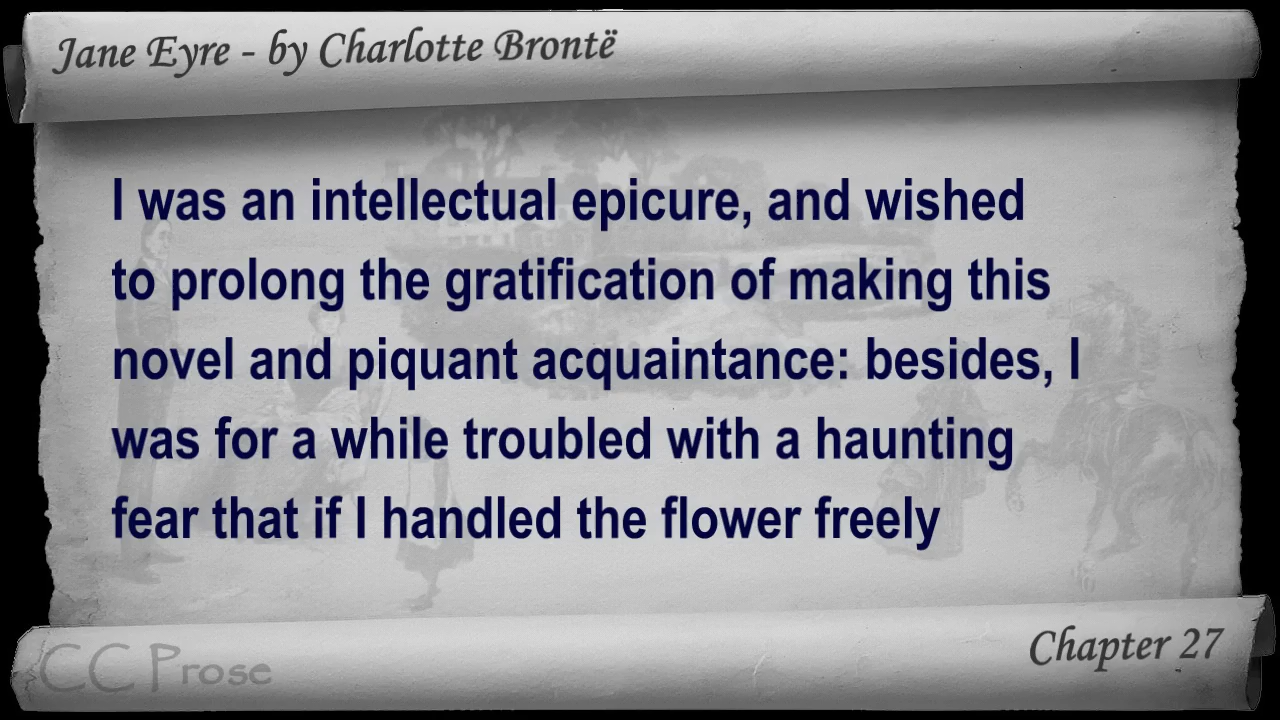 Jane Eyre - by Charlotte Brontë
I was an intellectual epicure, and wished
to prolong the gratification of making this
novel and piquant acquaintance: besides, I
was for a while troubled with a haunting
fear that if I handled the flower freely
CC Prose
Chapter 27